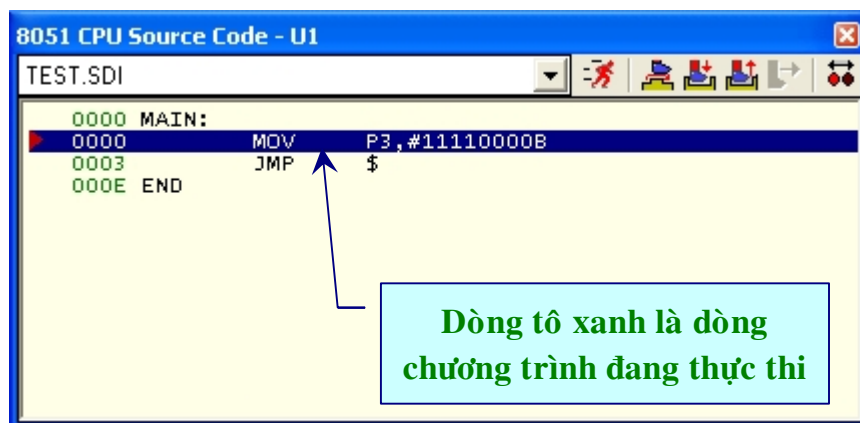 8051 CPU Source Code - U1
TEST.SDI
0000 MAIN:
0000 MOV P3,#11110000B
0003 JMP $
000E END
Dòng tô xanh là dòng
chương trình đang thực thi